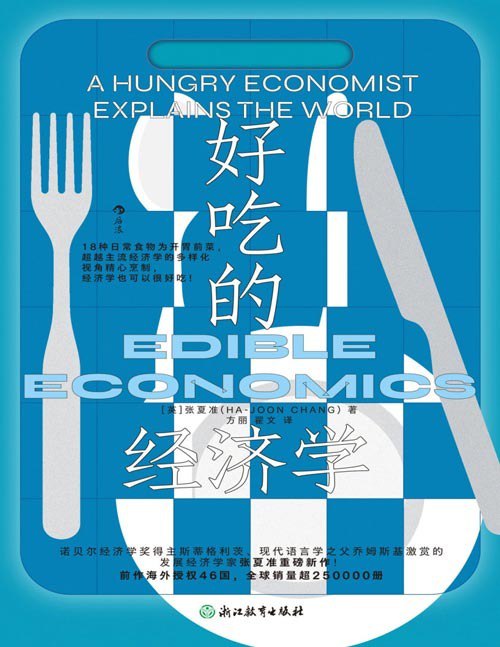 A HUNGRY ECONOMIST
EXPLAINS THE WORLD
好吃的
后浪
18种日常食物为开胃前菜，
超越主流经济学的多样化
视角精心烹制，
经济学也可以很好吃！
EDIBLE
ECONOMICS
[英]张夏准(HA-JOON CHANG) 著
方丽 翟文 译
经济学
诺贝尔经济学奖得主斯蒂格利茨、现代语言学之父乔姆斯基激赏的
发展经济学家张夏准重磅新作！
前作海外授权46国，全球销量超250000册
浙江教育出版社